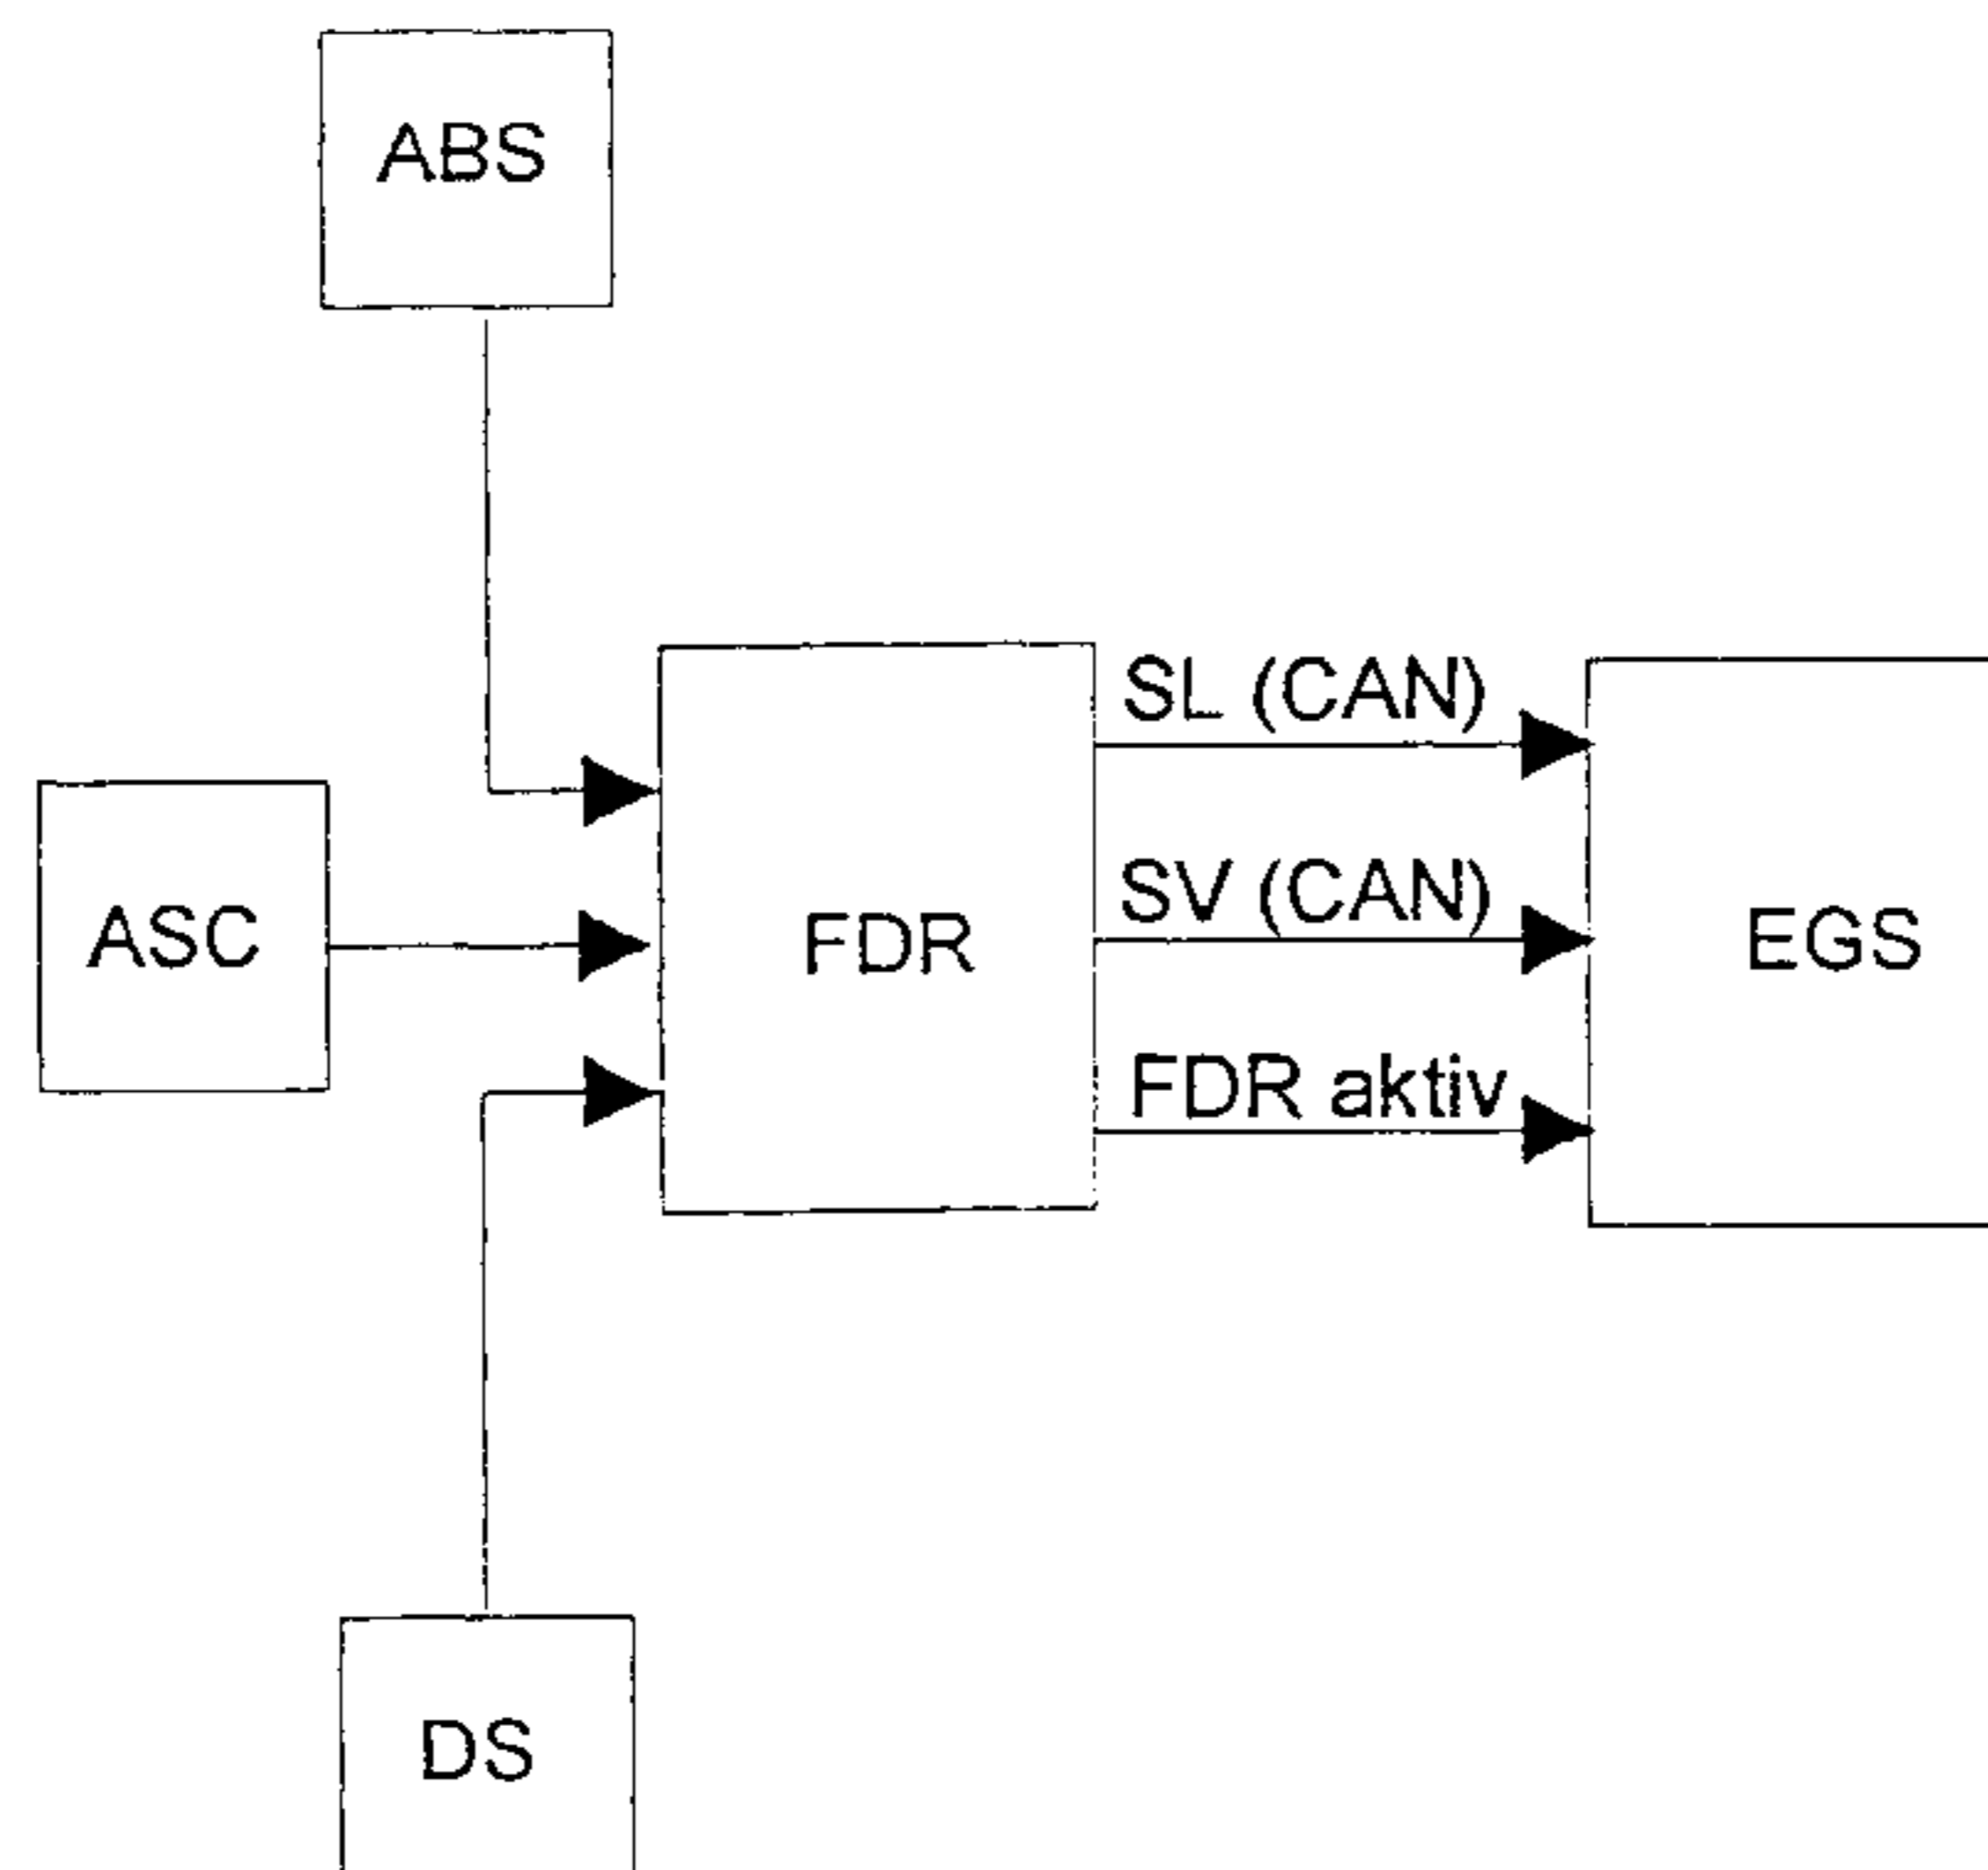 ABS
SL (CAN)
ASC
FDR
SV (CAN)
EGS
FDR aktiv
DS